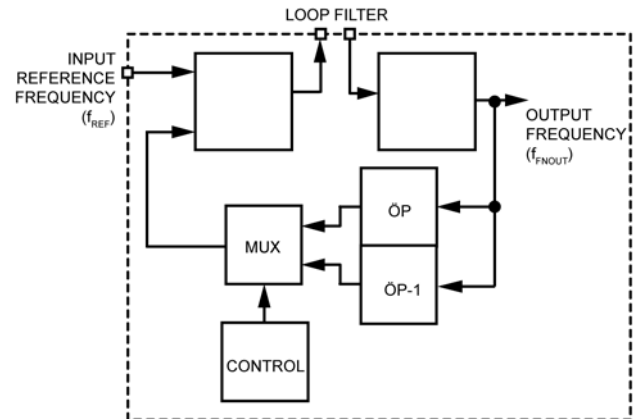 LOOP FILTER
INPUT
REFERENCE
FREQUENCY
(fREF)
OUTPUT
FREQUENCY
(fFNOUT)
ÖP
MUX
ÖP-1
CONTROL